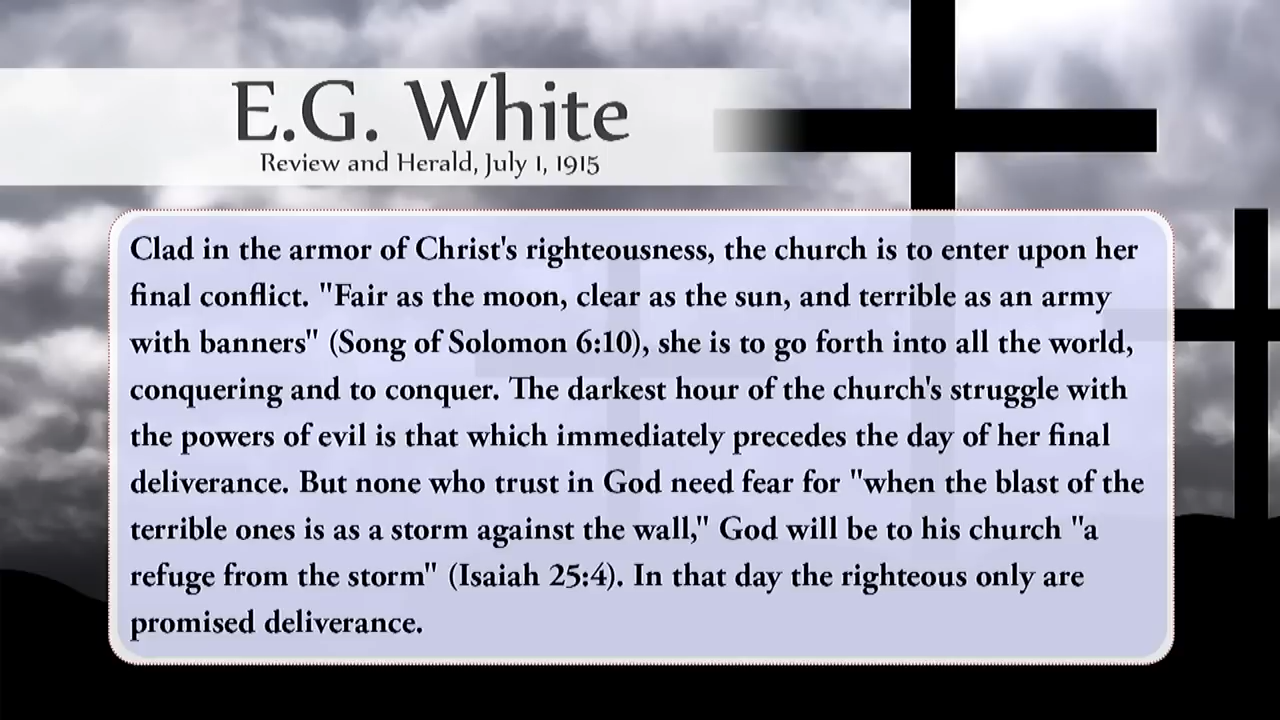 E.G. White
Review and Herald, July 1, 1915
Clad in the armor of Christ's righteousness, the church is to enter upon her
final conflict. "Fair as the moon, clear as the sun, and terrible as an army
with banners" (Song of Solomon 6:10), she is to go forth into all the world,
conquering and to conquer. The darkest hour of the church's struggle with
the powers of evil is that which immediately precedes the day of her final
deliverance. But none who trust in God need fear for "when the blast of the
terrible ones is as a storm against the wall," God will be to his church "a
refuge from the storm" (Isaiah 25:4). In that day the righteous only are
promised deliverance.